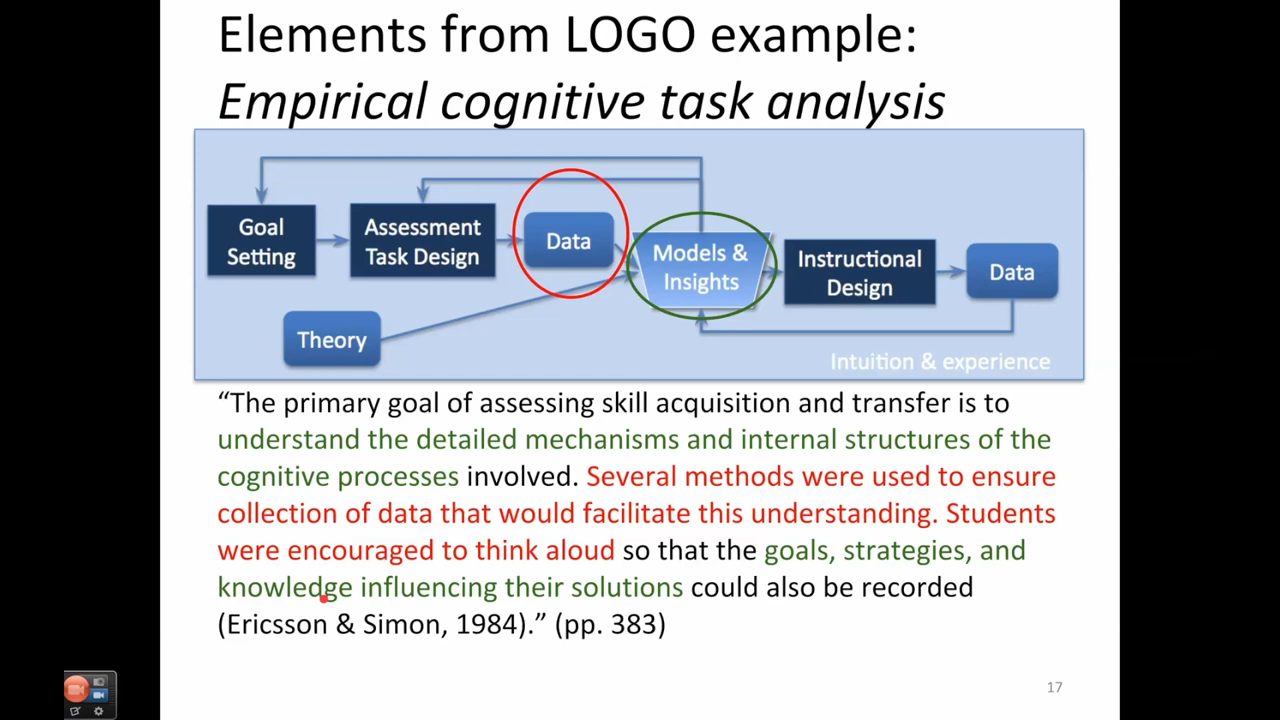 Elements from LOGO example:
Empirical cognitive task analysis
Goal
Setting
Assessment
Task Design
Data
Models &
Insights
Instructional
Design
Data
Theory
Intuition & experience
“The primary goal of assessing skill acquisition and transfer is to
understand the detailed mechanisms and internal structures of the
cognitive processes involved. Several methods were used to ensure
collection of data that would facilitate this understanding. Students
were encouraged to think aloud so that the goals, strategies, and
knowledge influencing their solutions could also be recorded
(Ericsson & Simon, 1984).” (pp. 383)
17